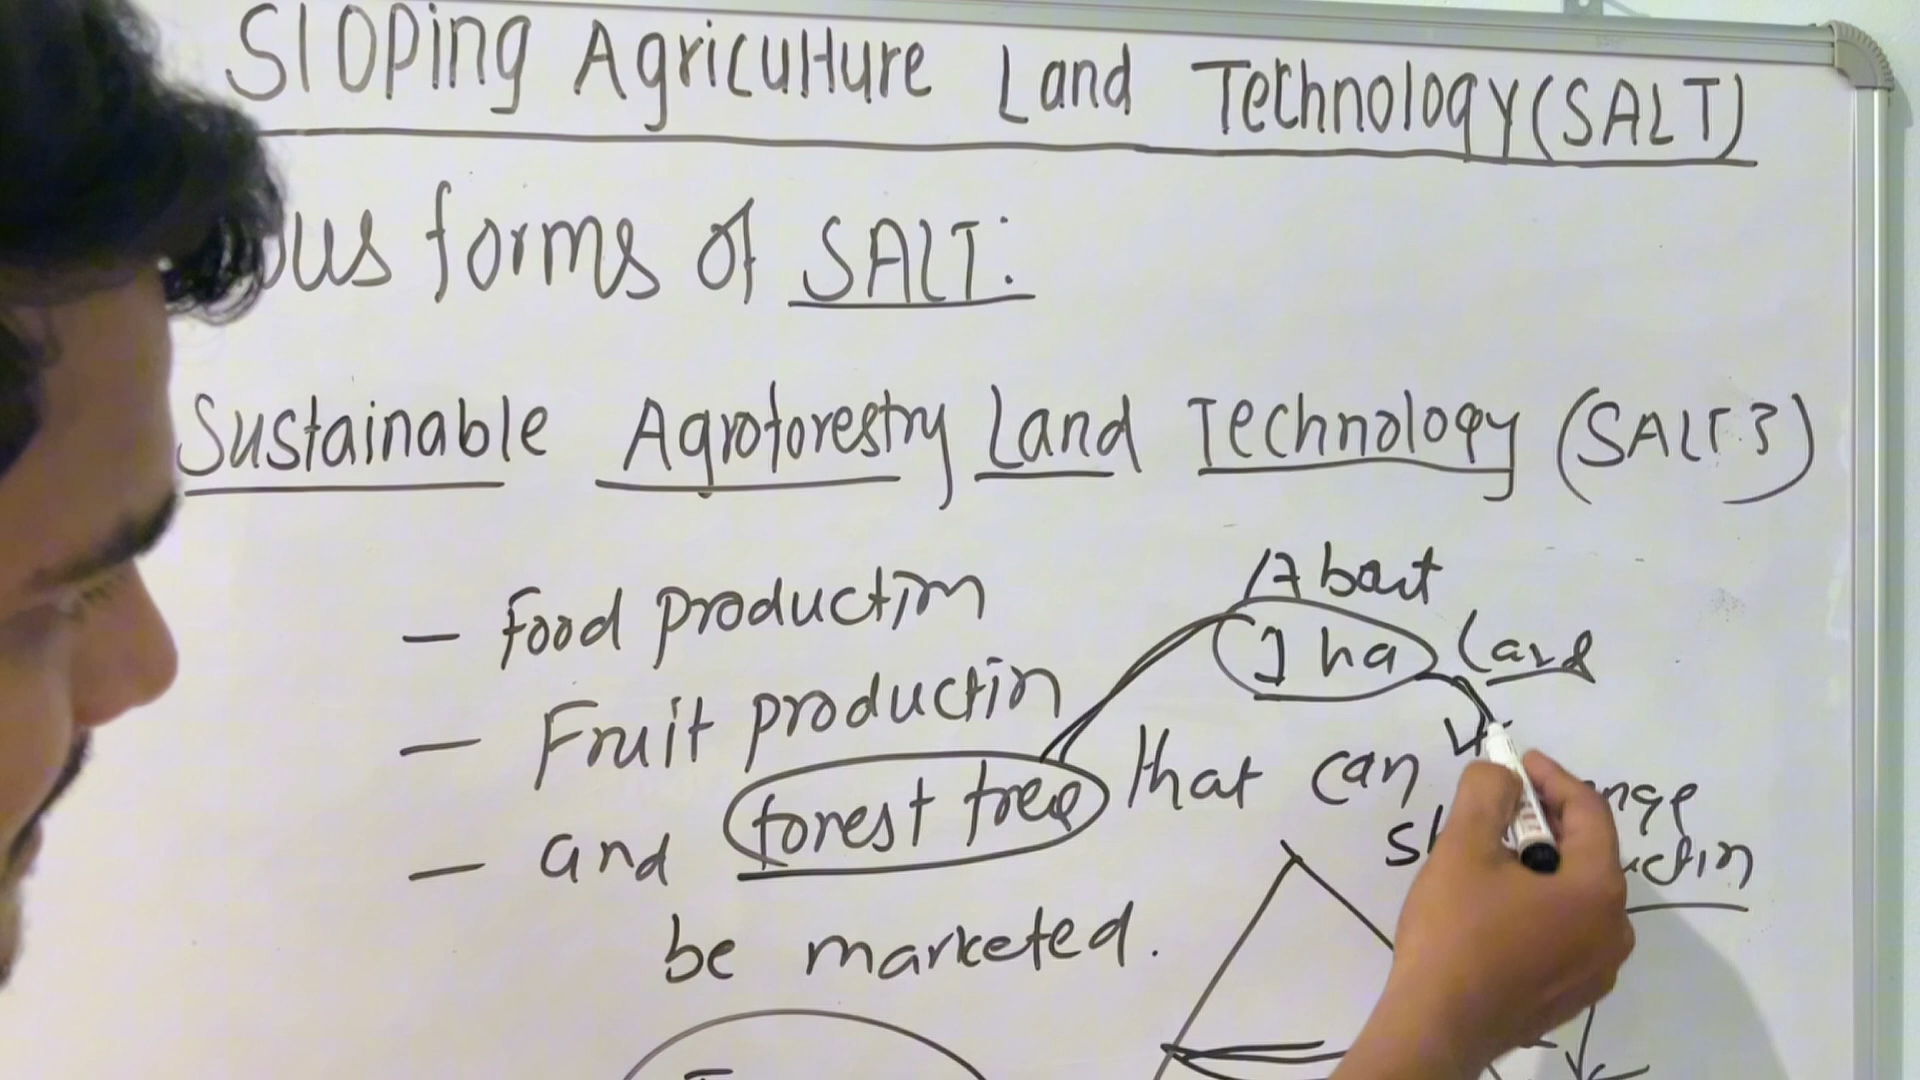 Sloping Agriculture Land Technology (SALT)
ous forms of SALT:
Sustainable Agroforestry Land Technology (SALT 3)
- Food production
- Fruit production
- and forest tree that can
be marketed.
About
1 ha Land